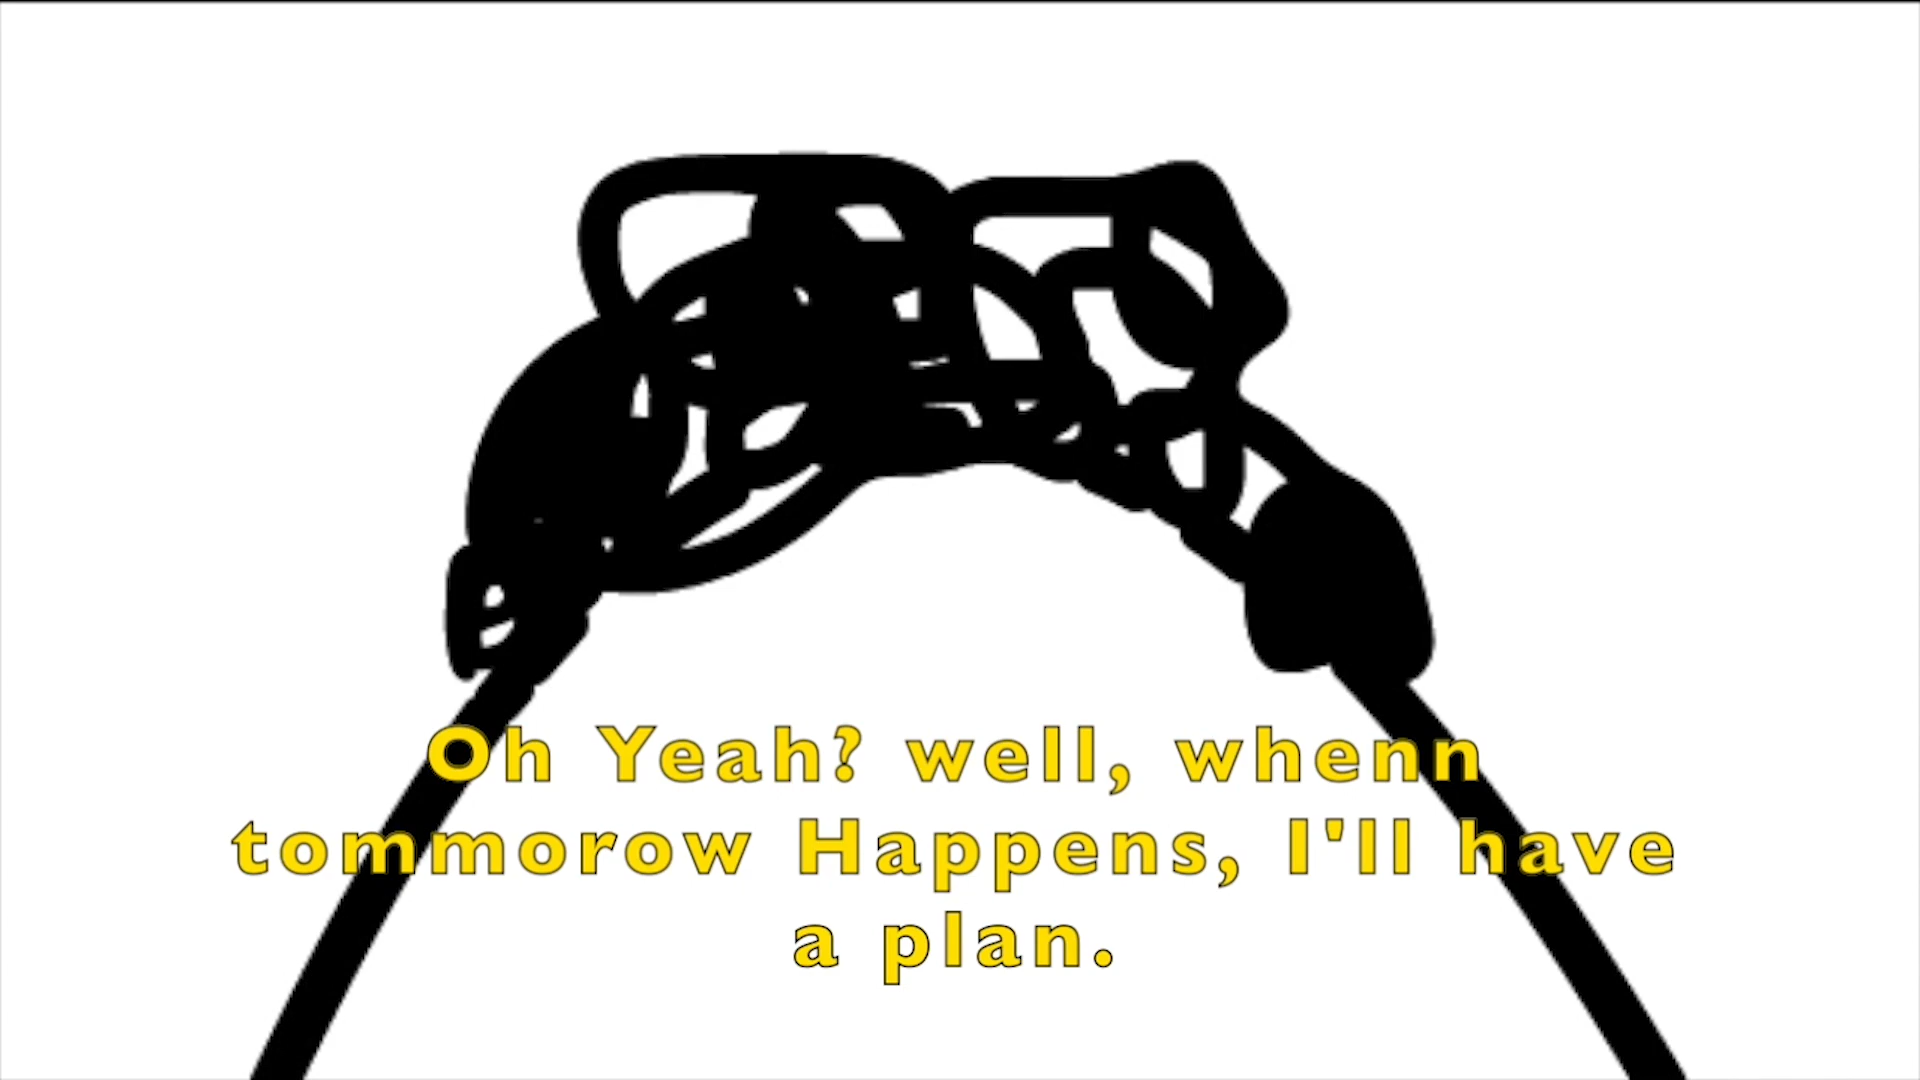 Oh Yeah? well, whenn
tommorow Happens, I'll have
a plan.